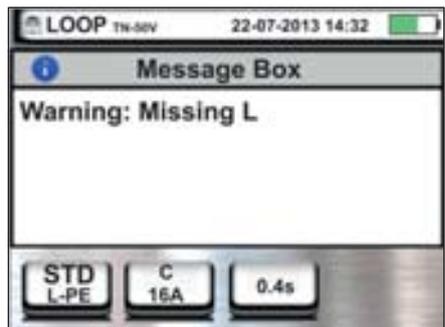 LOOP TN-50V 22-07-2013 14:32
Message Box
Warning: Missing L
STD C 0.4s
L-PE 16A